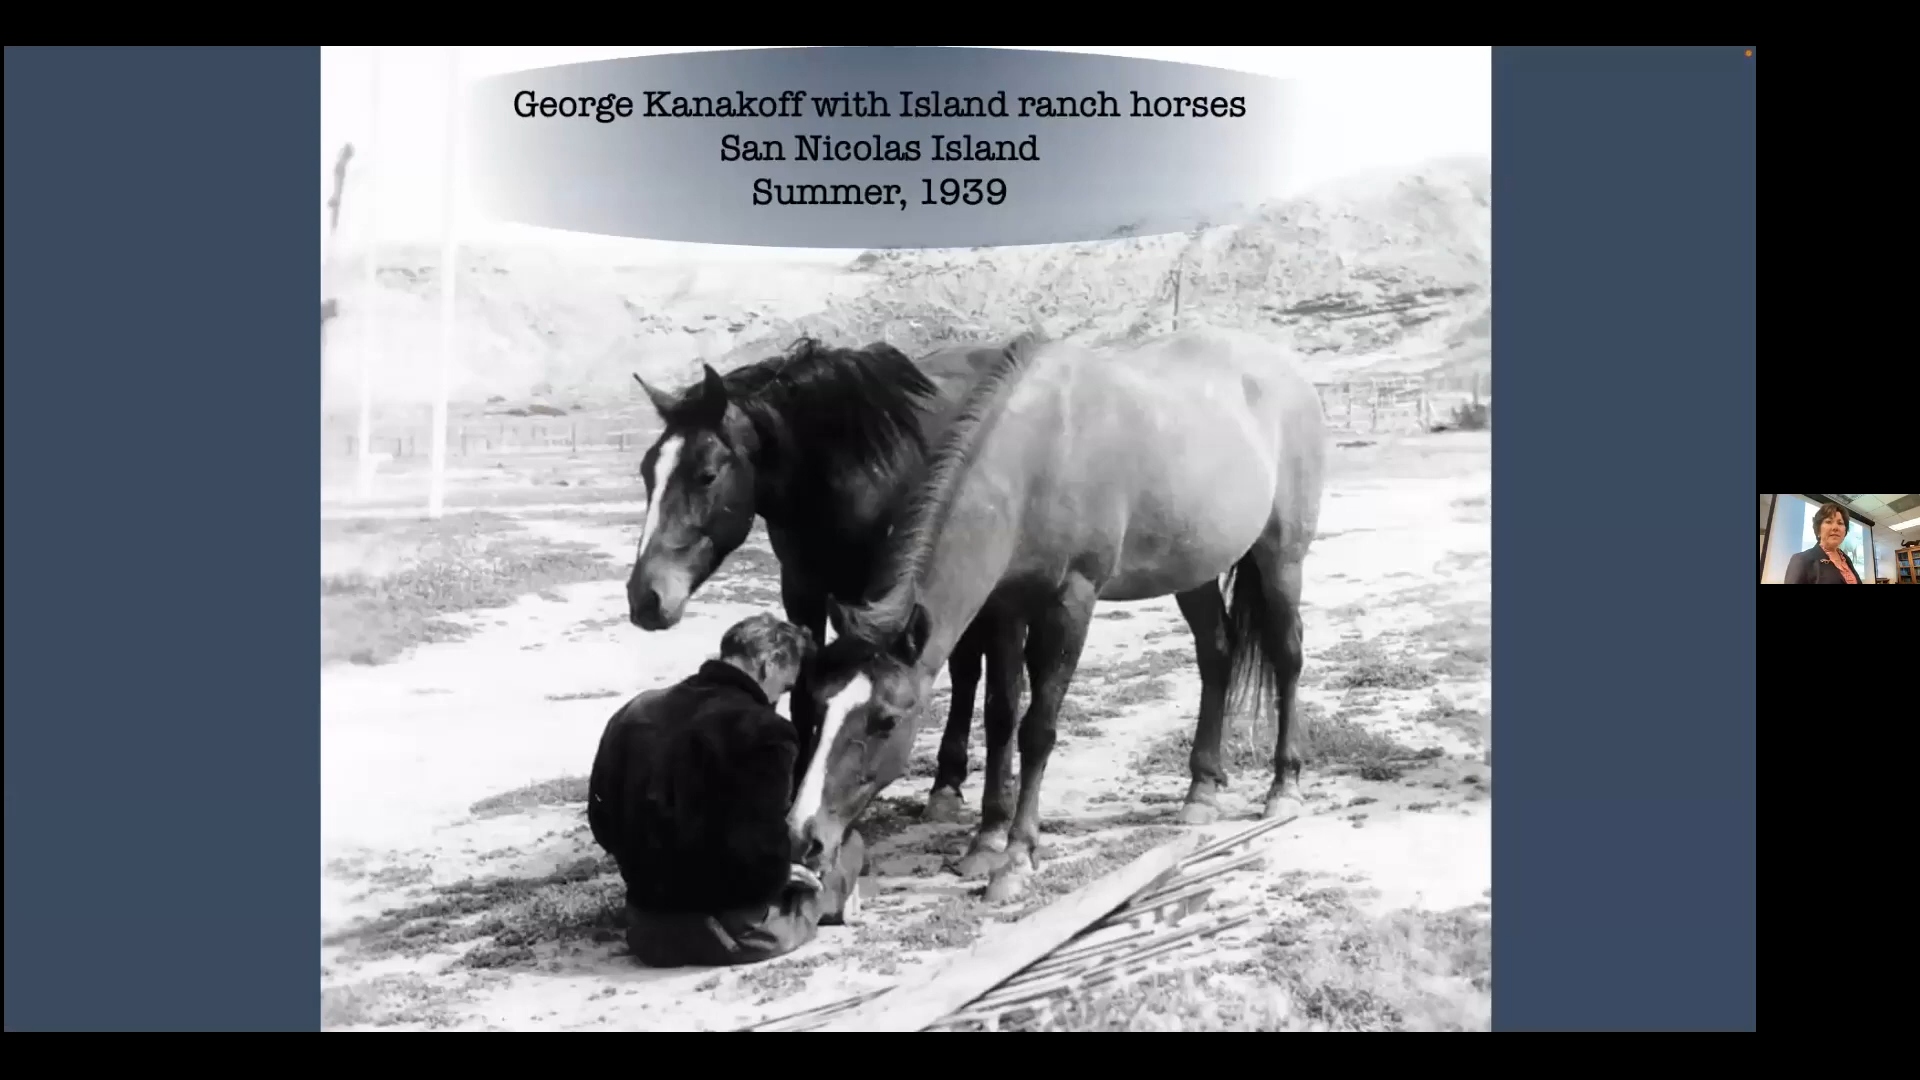 George Kanakoff with Island ranch horses
San Nicolas Island
Summer, 1939